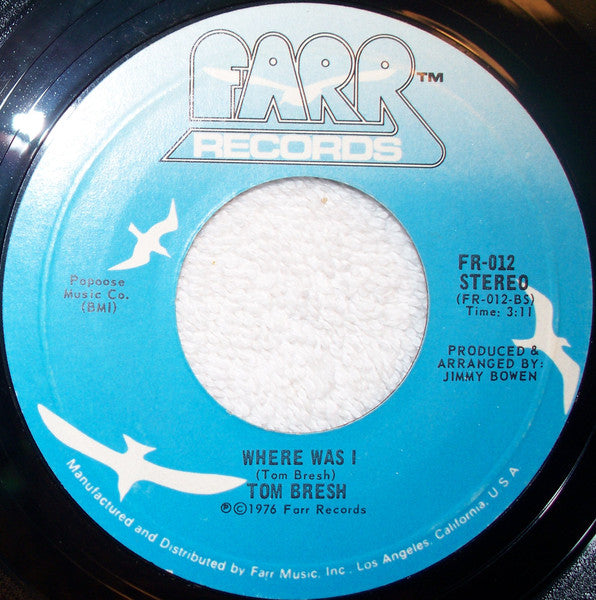 FARR™
RECORDS
Papoose
Music Co.
(BMI)
FR-012
STEREO
(FR-012-BS)
Time: 3:11
PRODUCED &
ARRANGED BY:
JIMMY BOWEN
WHERE WAS I
(Tom Bresh)
TOM BRESH
℗©1976 Farr Records
Manufactured and Distributed by Farr Music, Inc. Los Angeles, California, U.S.A